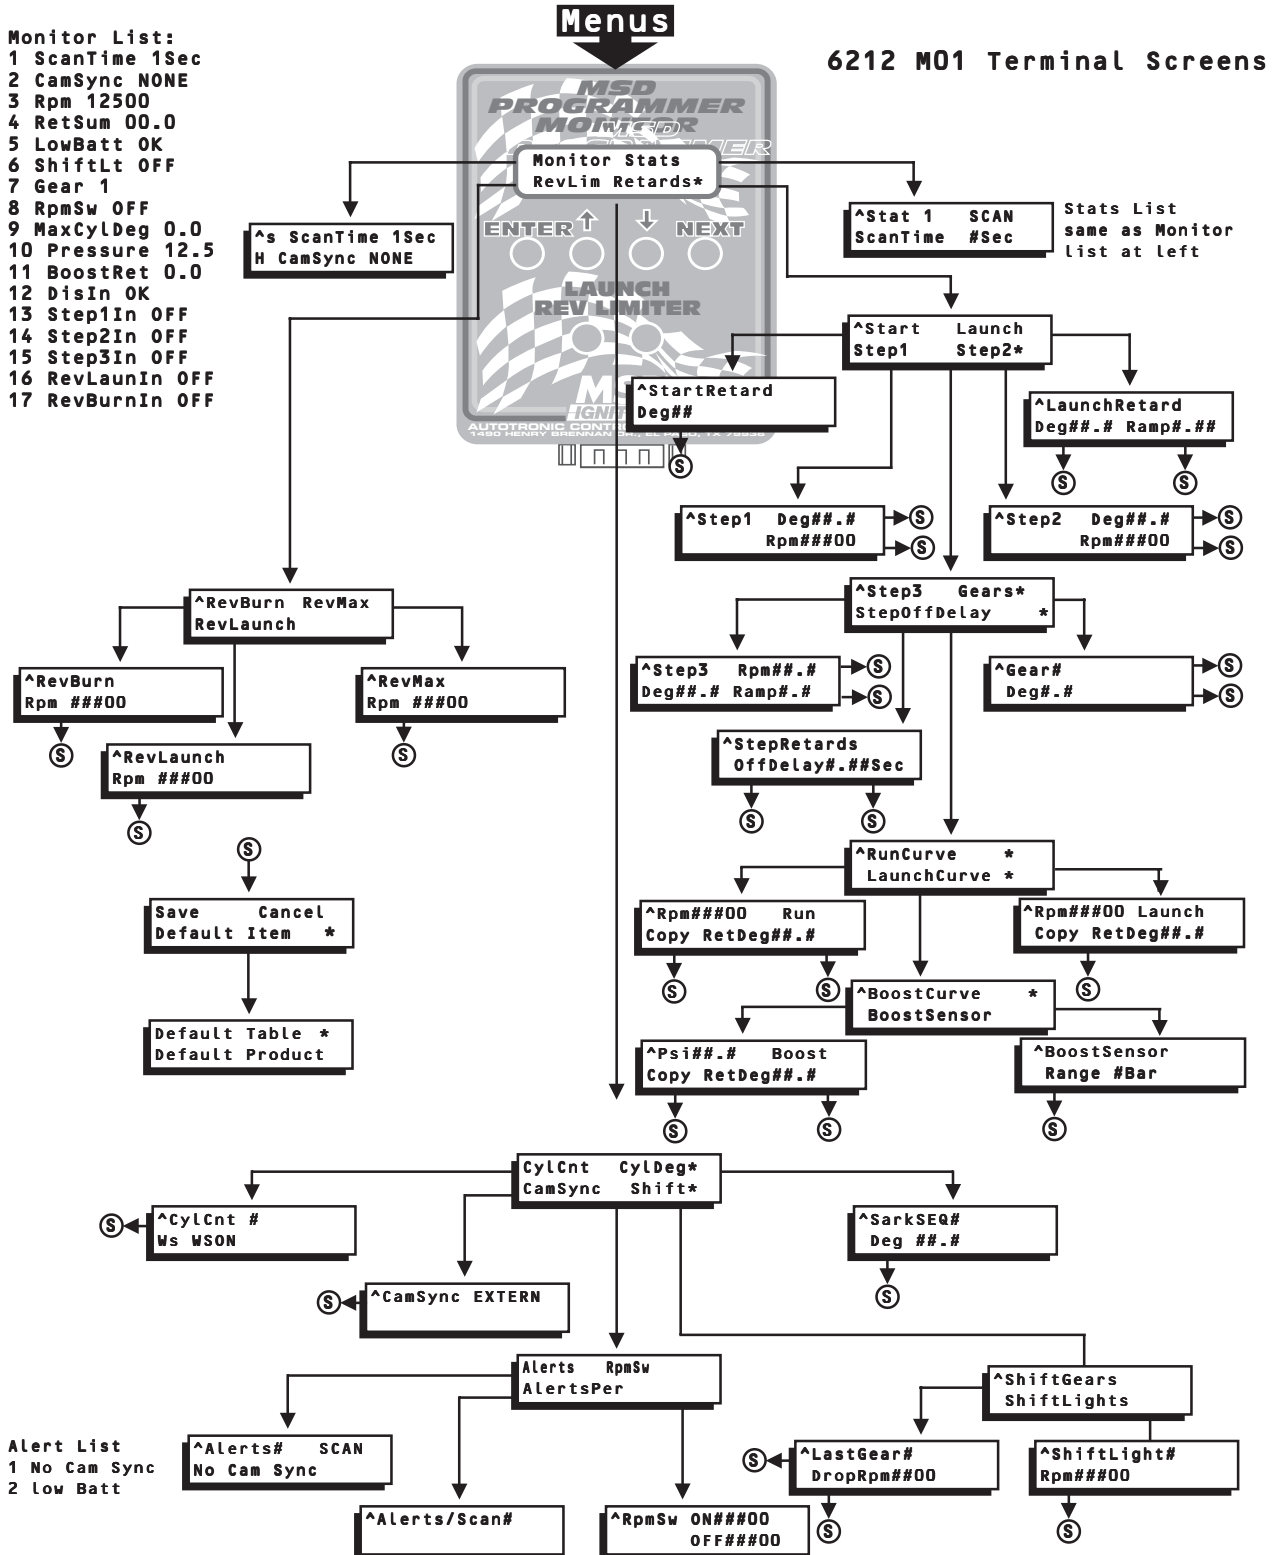 Menus
6212 M01 Terminal Screens
Monitor List:
1 ScanTime 1Sec
2 CamSync NONE
3 Rpm 12500
4 RetSum 00.0
5 LowBatt OK
6 ShiftLt OFF
7 Gear 1
8 RpmSw OFF
9 MaxCylDeg 0.0
10 Pressure 12.5
11 BoostRet 0.0
12 DisIn OK
13 Step1In OFF
14 Step2In OFF
15 Step3In OFF
16 RevLaunIn OFF
17 RevBurnIn OFF
MSD
PROGRAMMER
MONITOR
MSD
Monitor Stats
RevLim Retards*
ENTER
NEXT
LAUNCH
REV LIMITER
^s ScanTime 1Sec
H CamSync NONE
^Stat 1 SCAN
ScanTime #Sec
Stats List
same as Monitor
list at left
^Start Launch
Step1 Step2*
^StartRetard
Deg##
S
^LaunchRetard
Deg##.# Ramp#.##
S
S
^Step1 Deg##.#
Rpm###00
S
S
^Step2 Deg##.#
Rpm###00
S
S
^RevBurn RevMax
RevLaunch
^RevBurn
Rpm ###00
S
^RevMax
Rpm ###00
S
^RevLaunch
Rpm ###00
S
^Step3 Gears*
StepOffDelay *
^Step3 Rpm##.#
Deg##.# Ramp#.#
S
S
^Gear#
Deg#.#
S
S
^StepRetards
OffDelay#.##Sec
S
S
S
Save Cancel
Default Item *
Default Table *
Default Product
^RunCurve *
LaunchCurve *
^Rpm###00 Run
Copy RetDeg##.#
S
S
^Rpm###00 Launch
Copy RetDeg##.#
S
^BoostCurve *
BoostSensor
^Psi##.# Boost
Copy RetDeg##.#
S
S
^BoostSensor
Range #Bar
S
CylCnt CylDeg*
CamSync Shift*
^CylCnt #
Ws WSON
S
^CamSync EXTERN
S
^SarkSEQ#
Deg ##.#
S
Alerts RpmSw
AlertsPer
^ShiftGears
ShiftLights
Alert List
1 No Cam Sync
2 low Batt
^Alerts# SCAN
No Cam Sync
^Alerts/Scan#
^RpmSw ON###00
OFF###00
^LastGear#
DropRpm##00
S
S
^ShiftLight#
Rpm###00
S